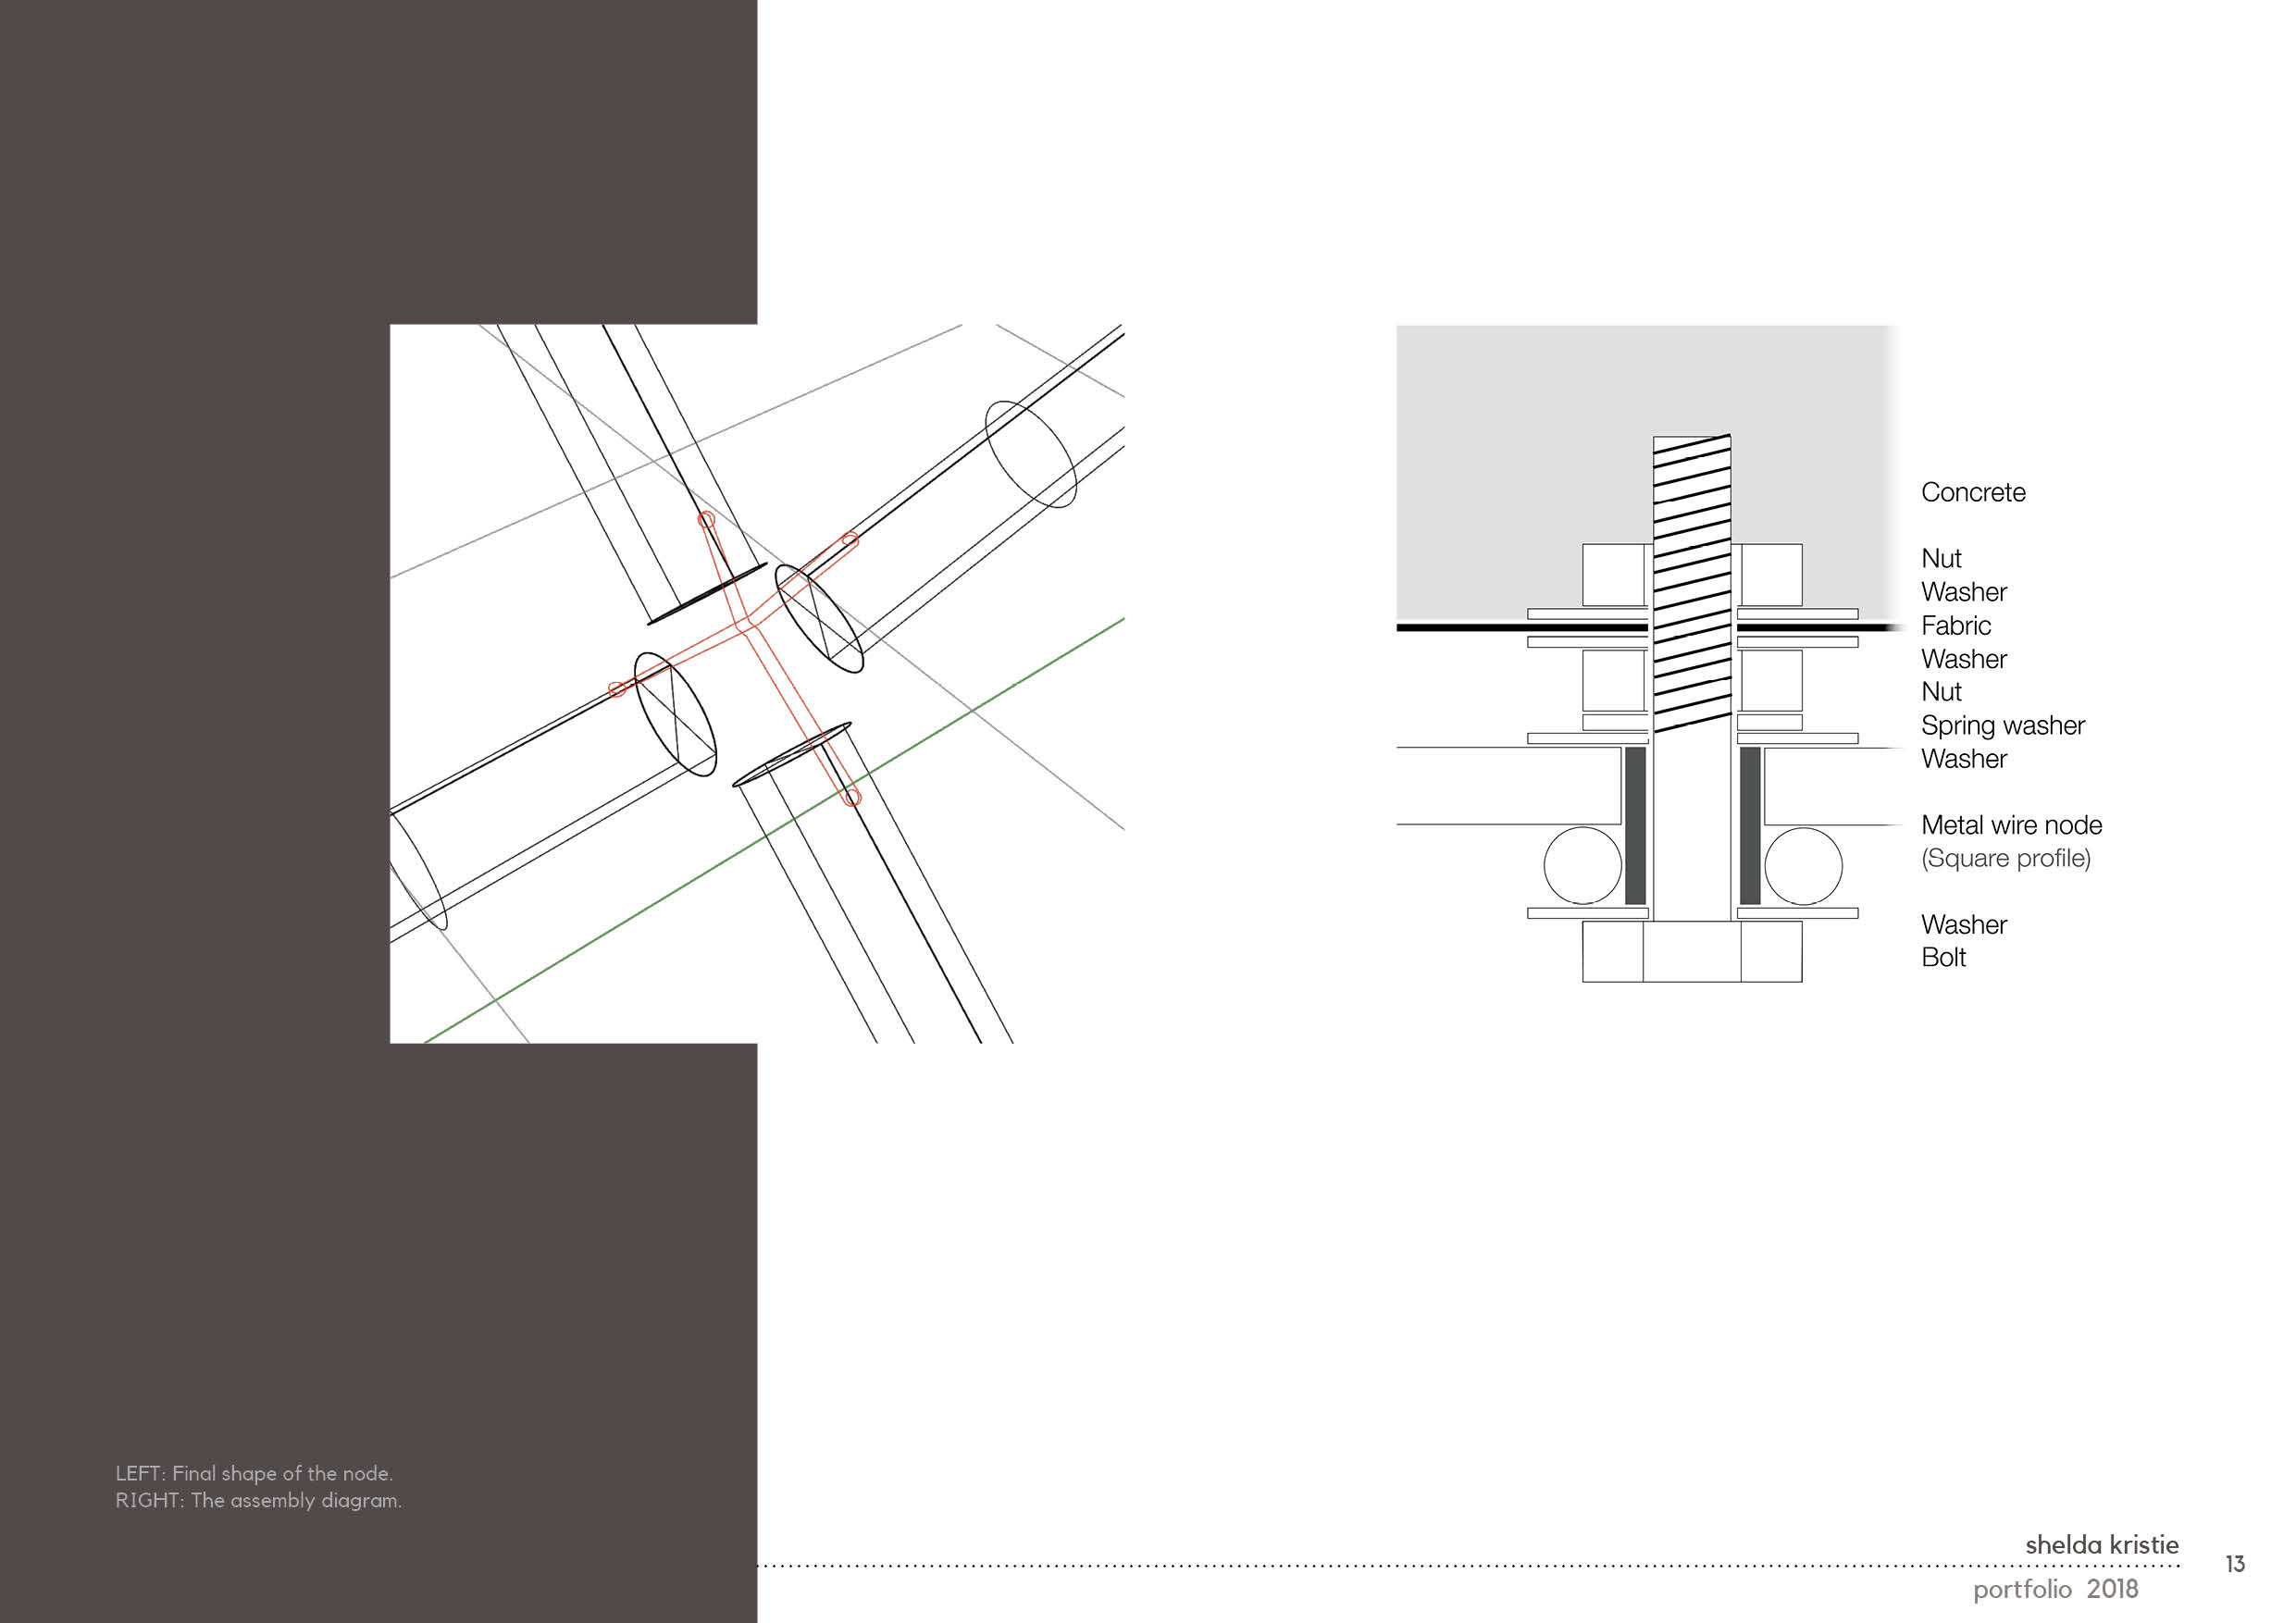 Concrete
Nut
Washer
Fabric
Washer
Nut
Spring washer
Washer
Metal wire node
(Square profile)
Washer
Bolt
LEFT: Final shape of the node.
RIGHT: The assembly diagram.
shelda kristie
13
portfolio 2018